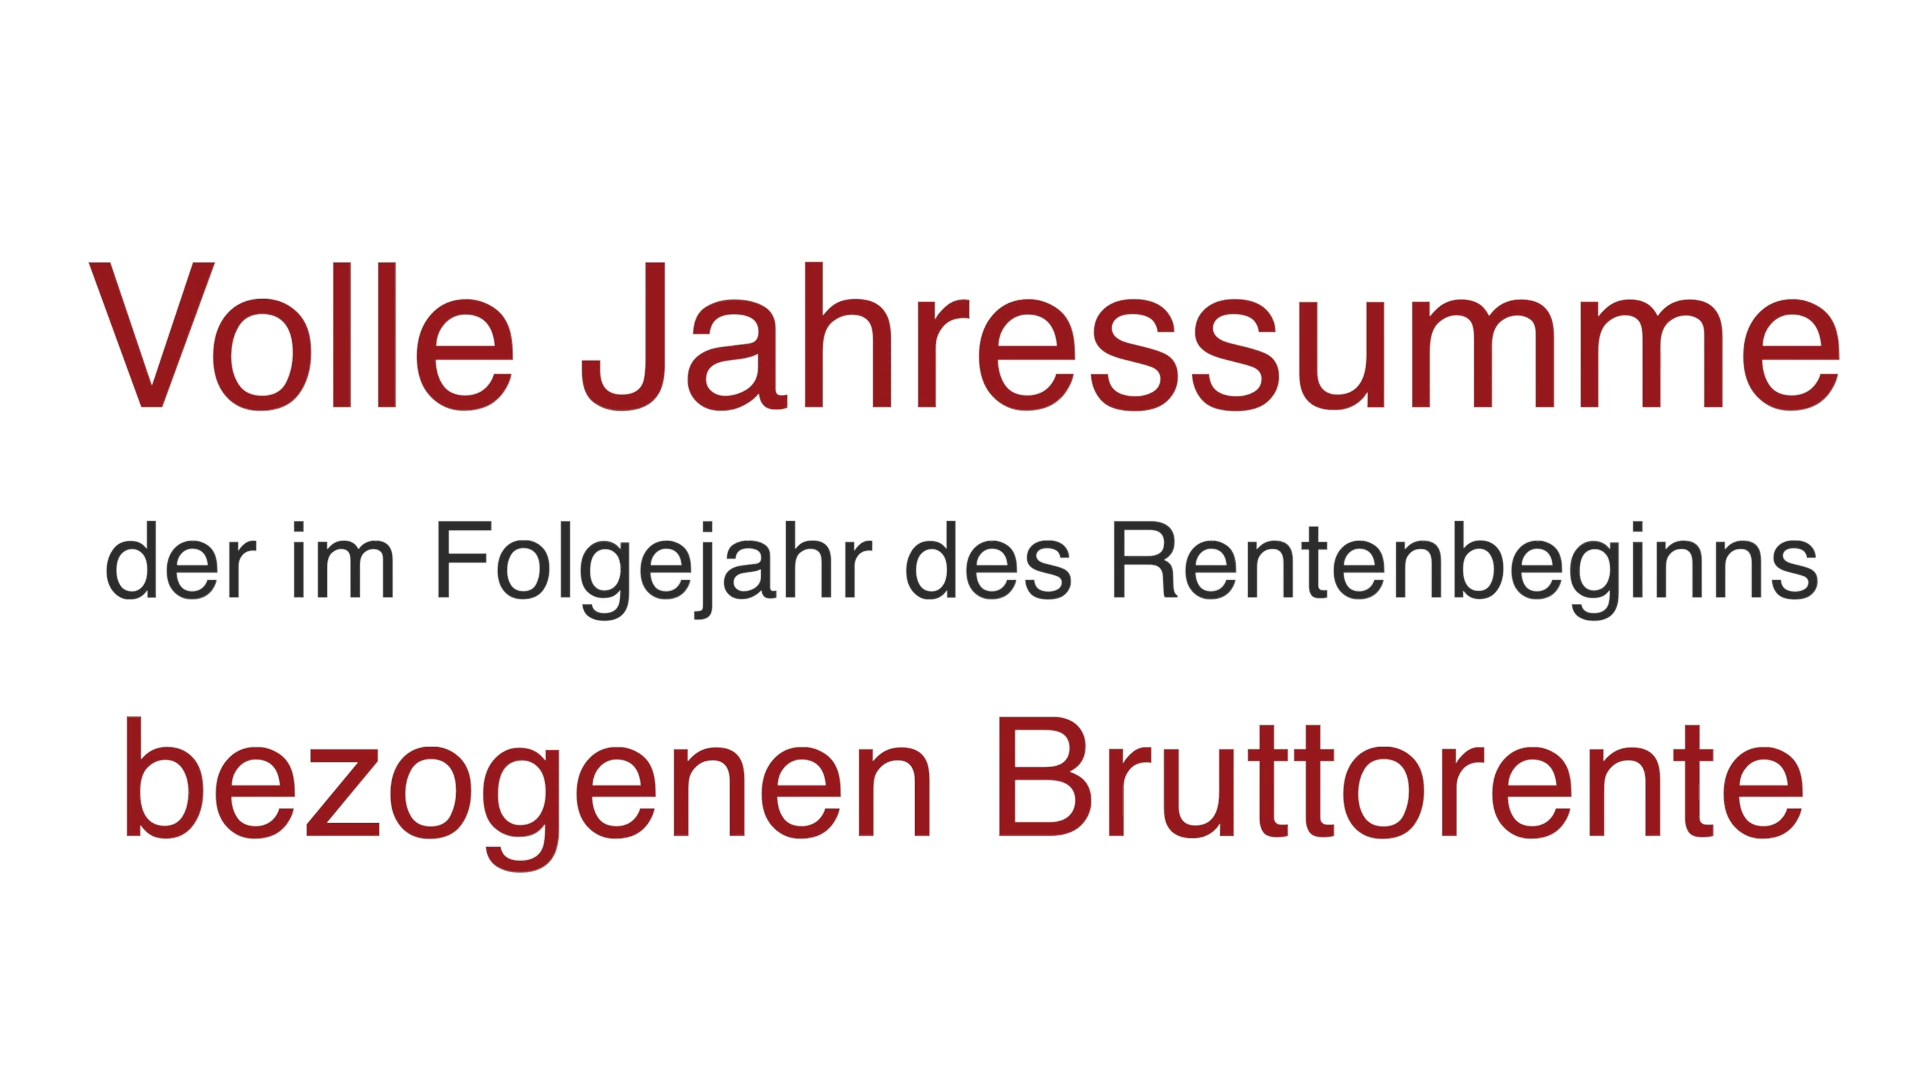 Volle Jahressumme
der im Folgejahr des Rentenbeginns
bezogenen Bruttorente